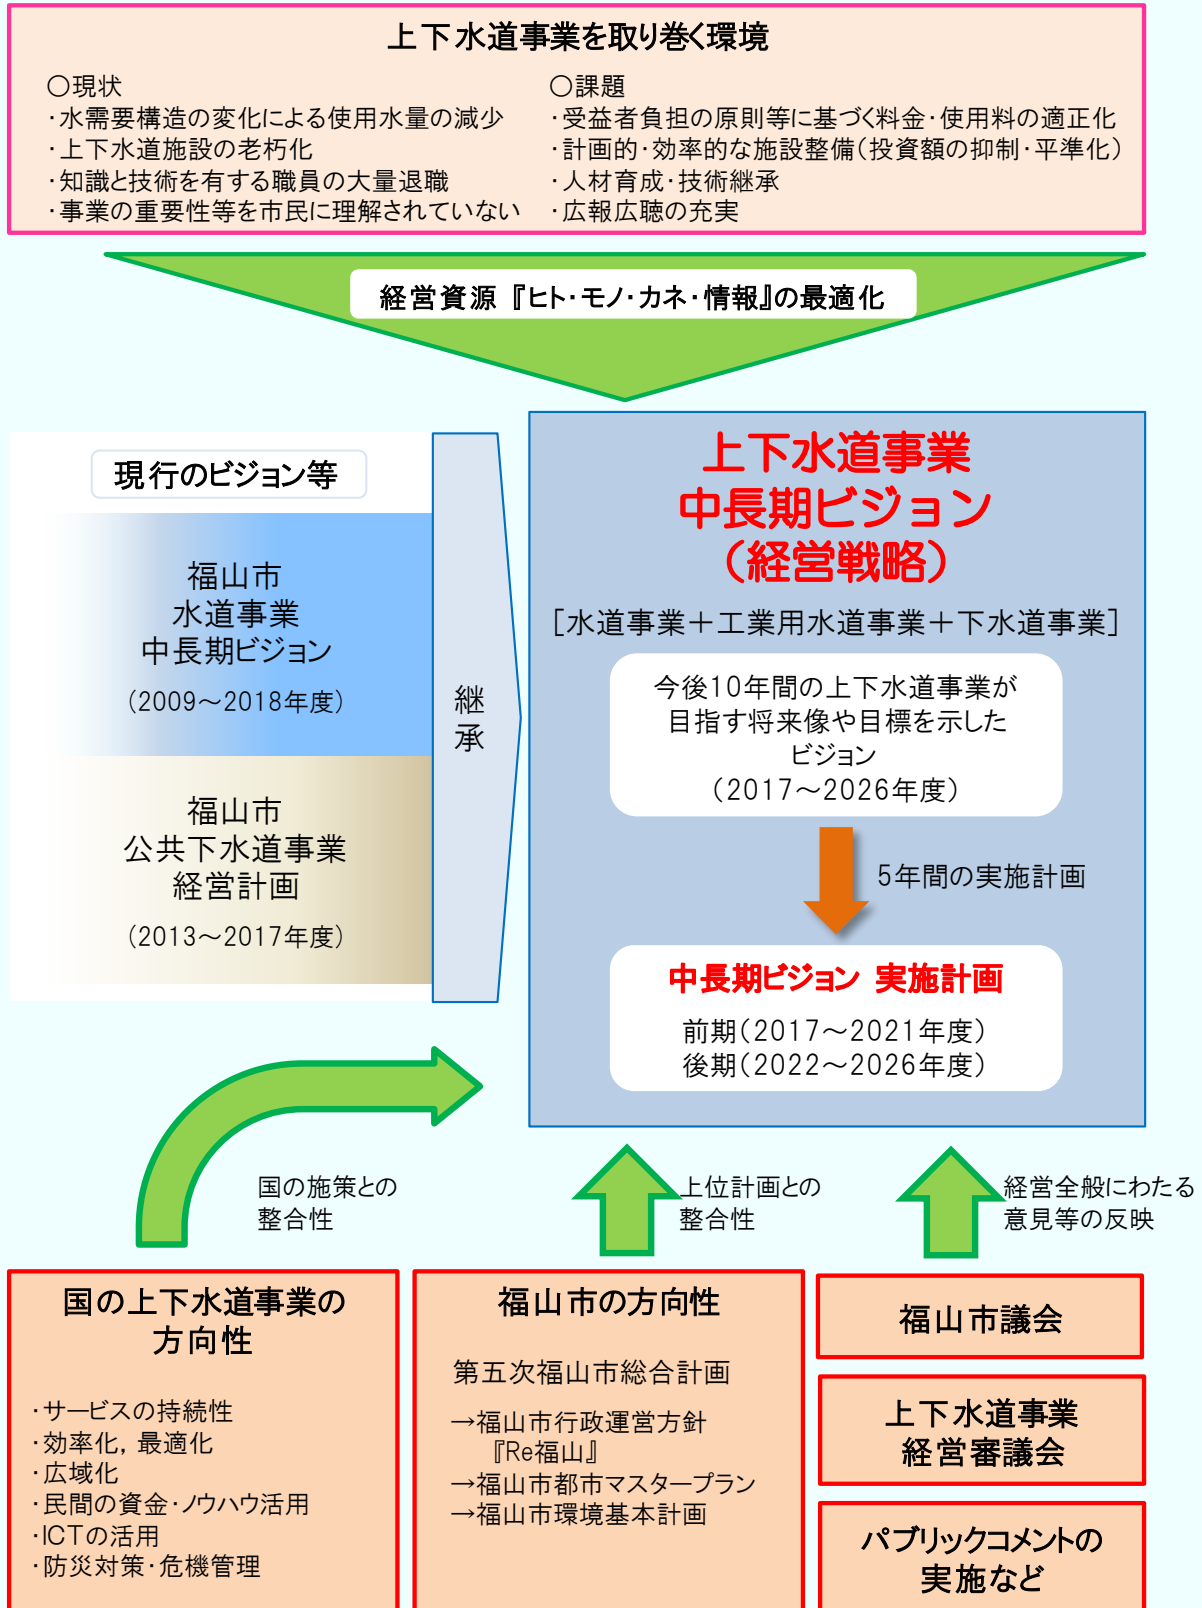 上下水道事業を取り巻く環境
○現状
・水需要構造の変化による使用水量の減少
・上下水道施設の老朽化
・知識と技術を有する職員の大量退職
・事業の重要性等を市民に理解されていない
○課題
・受益者負担の原則等に基づく料金・使用料の適正化
・計画的・効率的な施設整備（投資額の抑制・平準化）
・人材育成・技術継承
・広報広聴の充実
経営資源『ヒト・モノ・カネ・情報』の最適化
現行のビジョン等
福山市
水道事業
中長期ビジョン
（2009～2018年度）
福山市
公共下水道事業
経営計画
（2013～2017年度）
継
承
上下水道事業
中長期ビジョン
（経営戦略）
［水道事業＋工業用水道事業＋下水道事業］
今後10年間の上下水道事業が
目指す将来像や目標を示した
ビジョン
（2017～2026年度）
5年間の実施計画
中長期ビジョン 実施計画
前期（2017～2021年度）
後期（2022～2026年度）
国の施策との
整合性
上位計画との
整合性
経営全般にわたる
意見等の反映
国の上下水道事業の
方向性
・サービスの持続性
・効率化，最適化
・広域化
・民間の資金・ノウハウ活用
・ICTの活用
・防災対策・危機管理
福山市の方向性
第五次福山市総合計画
→福山市行政運営方針
『Re福山』
→福山市都市マスタープラン
→福山市環境基本計画
福山市議会
上下水道事業
経営審議会
パブリックコメントの
実施など